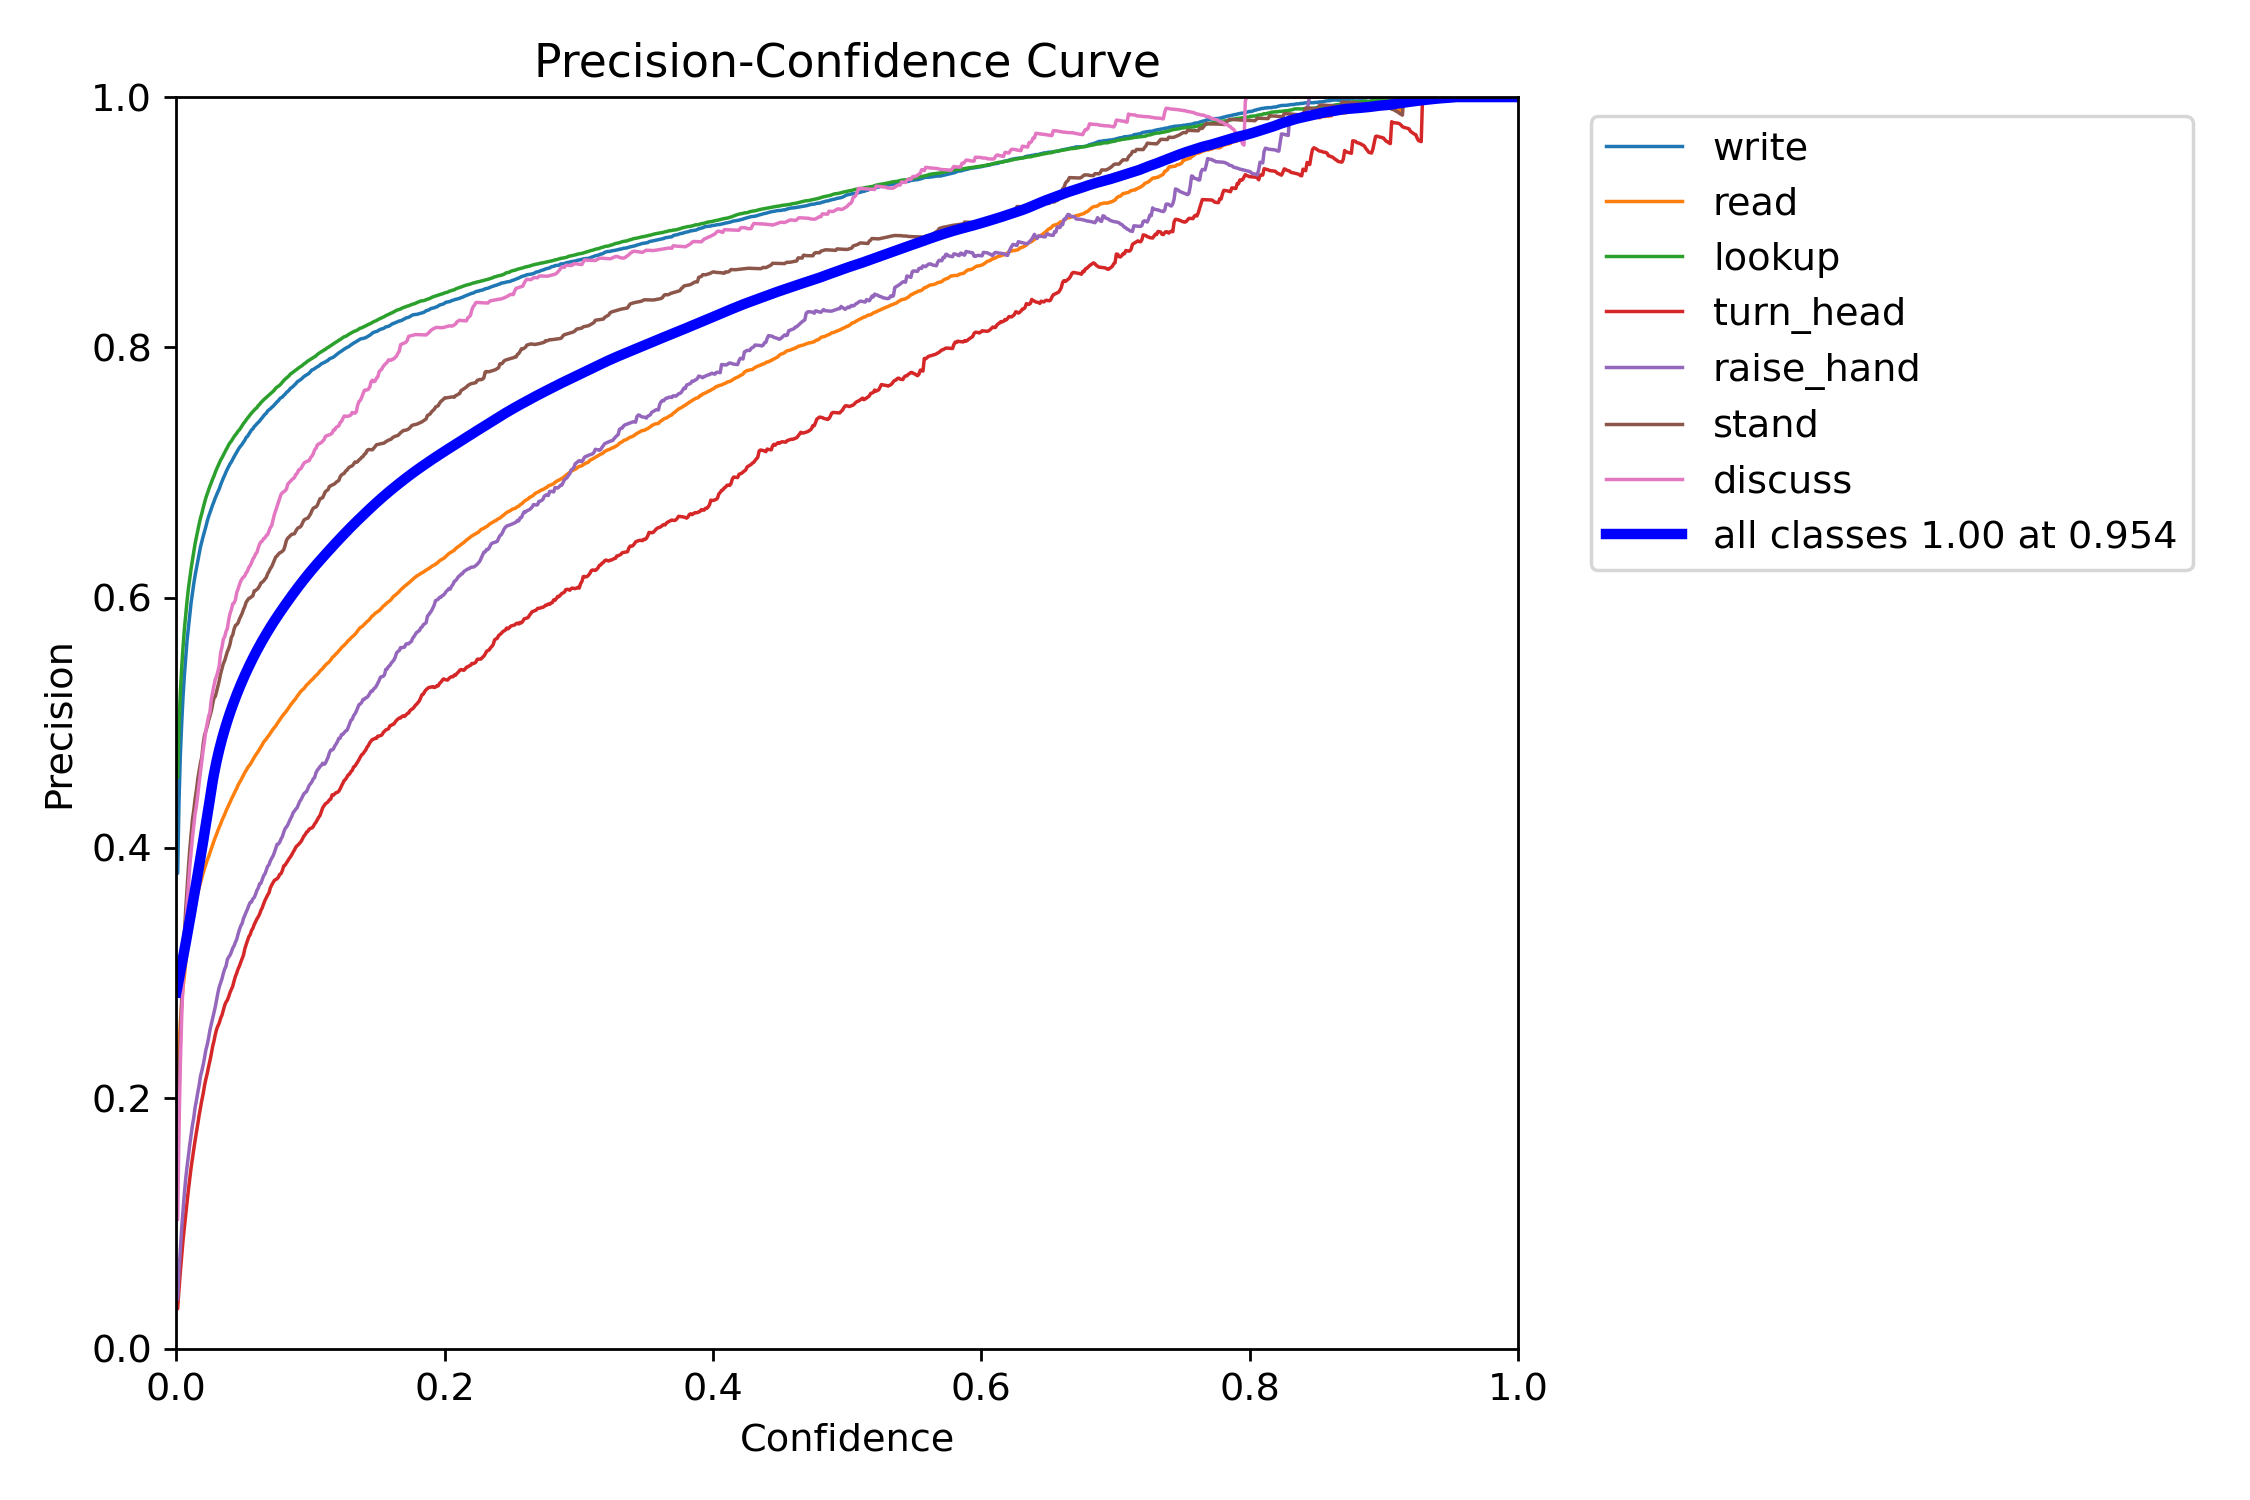 Precision-Confidence Curve
1.0
0.8
0.6
0.4
0.2
0.0
Precision
0.0 0.2 0.4 0.6 0.8 1.0
Confidence
write
read
lookup
turn_head
raise_hand
stand
discuss
all classes 1.00 at 0.954